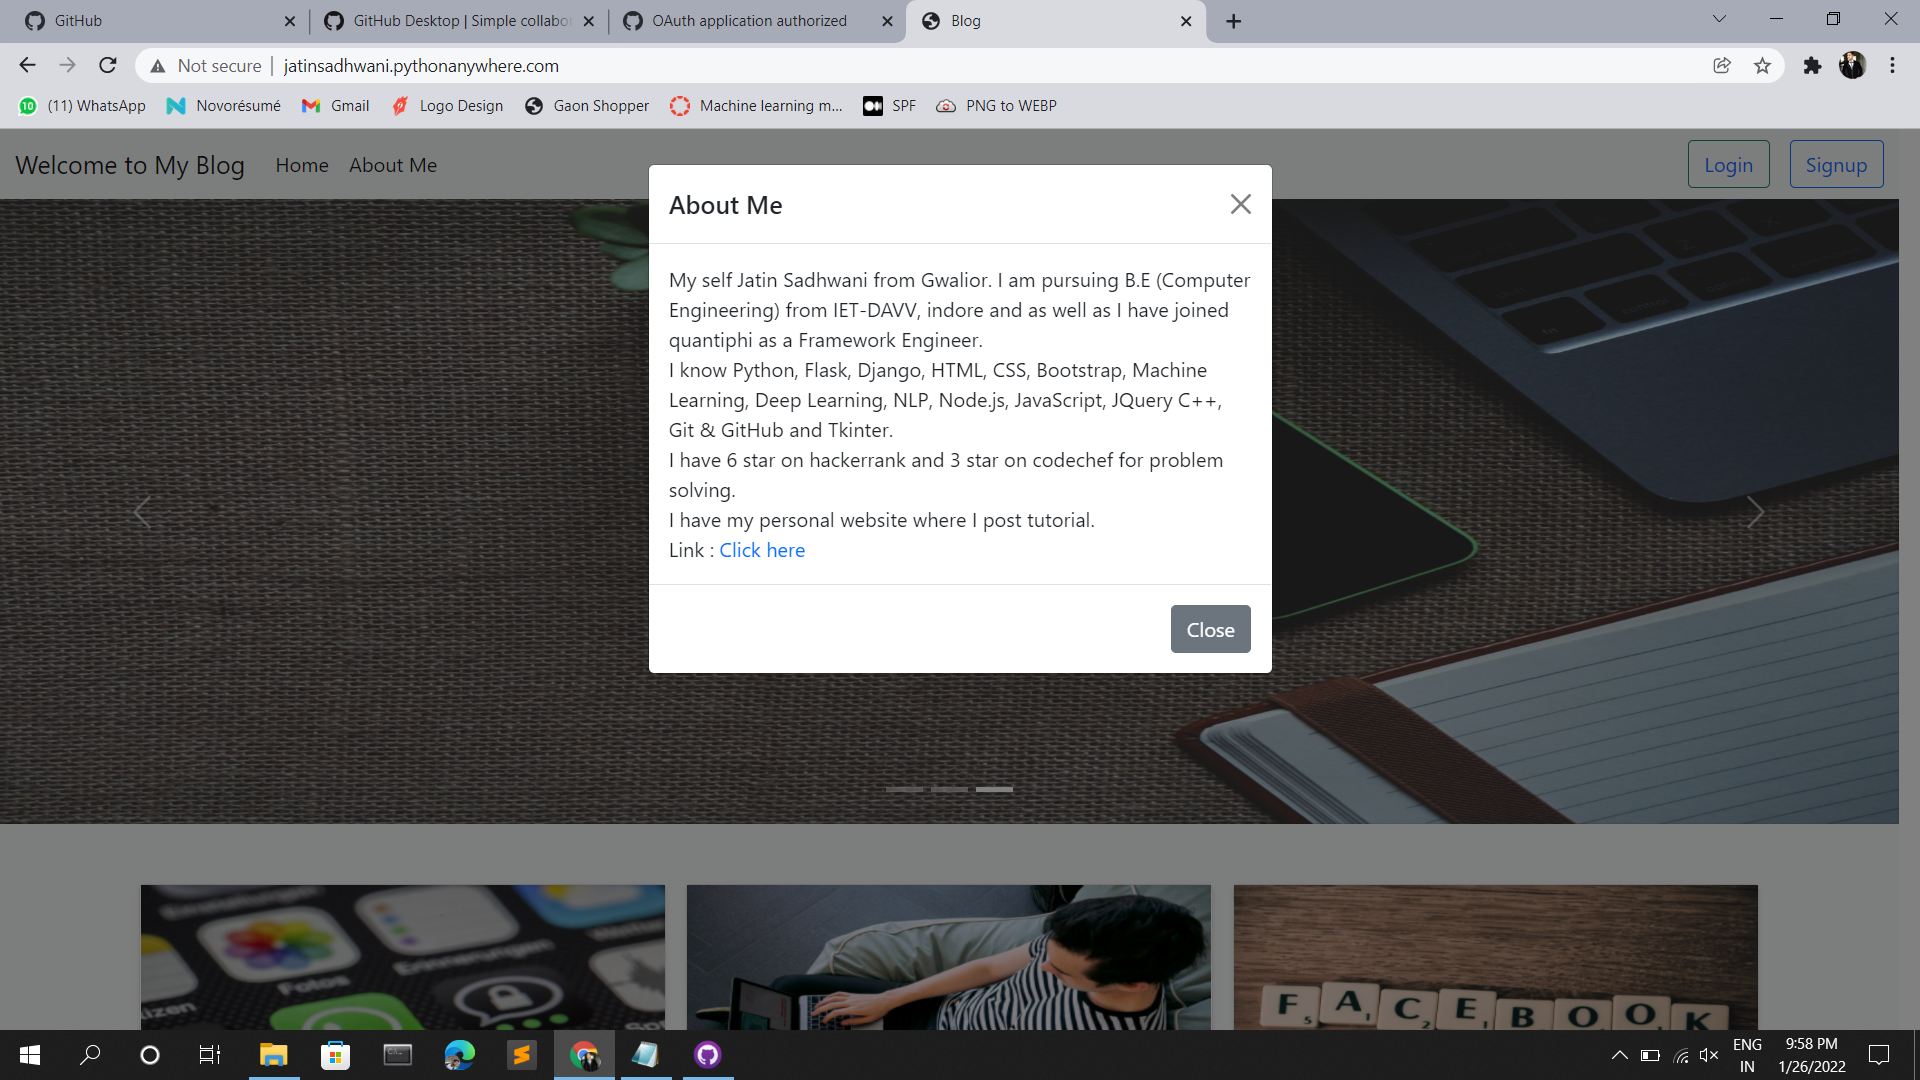 GitHub
GitHub Desktop | Simple collabo
OAuth application authorized
Blog
Not secure
jatinsadhwani.pythonanywhere.com
(11) WhatsApp
Novorésumé
Gmail
Logo Design
Gaon Shopper
Machine learning m...
SPF
PNG to WEBP
Welcome to My Blog
Home
About Me
Login
Signup
About Me
My self Jatin Sadhwani from Gwalior. I am pursuing B.E (Computer
Engineering) from IET-DAVV, indore and as well as I have joined
quantiphi as a Framework Engineer.
I know Python, Flask, Django, HTML, CSS, Bootstrap, Machine
Learning, Deep Learning, NLP, Node.js, JavaScript, JQuery C++,
Git & GitHub and Tkinter.
I have 6 star on hackerrank and 3 star on codechef for problem
solving.
I have my personal website where I post tutorial.
Link : Click here
Close
Einstellungen
Erinnerungen
Fotos
FACEBOOK
ENG
IN
9:58 PM
1/26/2022